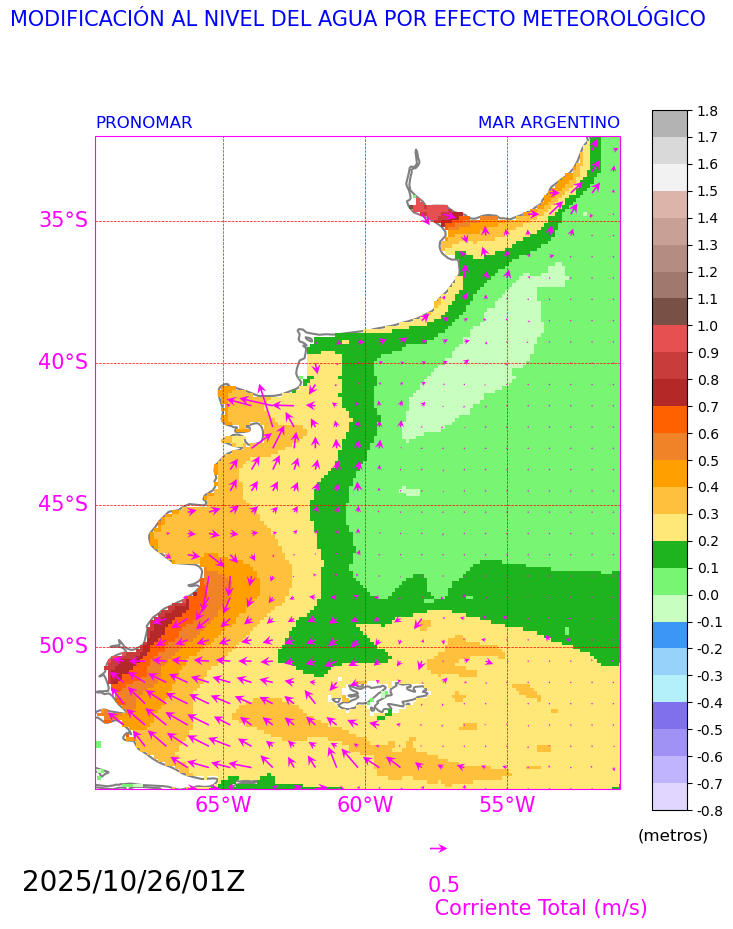 MODIFICACIÓN AL NIVEL DEL AGUA POR EFECTO METEOROLÓGICO
PRONOMAR
MAR ARGENTINO
35°S
40°S
45°S
50°S
65°W
60°W
55°W
1.8
1.7
1.6
1.5
1.4
1.3
1.2
1.1
1.0
0.9
0.8
0.7
0.6
0.5
0.4
0.3
0.2
0.1
0.0
-0.1
-0.2
-0.3
-0.4
-0.5
-0.6
-0.7
-0.8
(metros)
2025/10/26/01Z
0.5
Corriente Total (m/s)